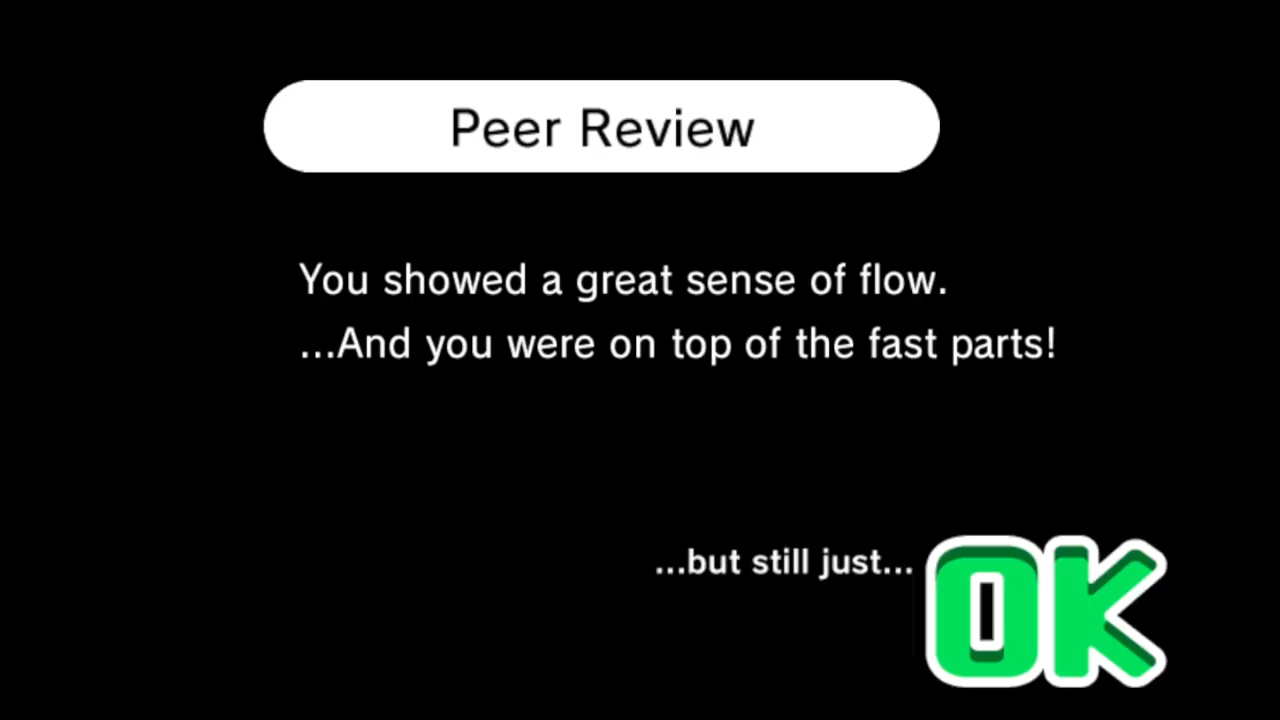 Peer Review
You showed a great sense of flow.
...And you were on top of the fast parts!
...but still just...
OK